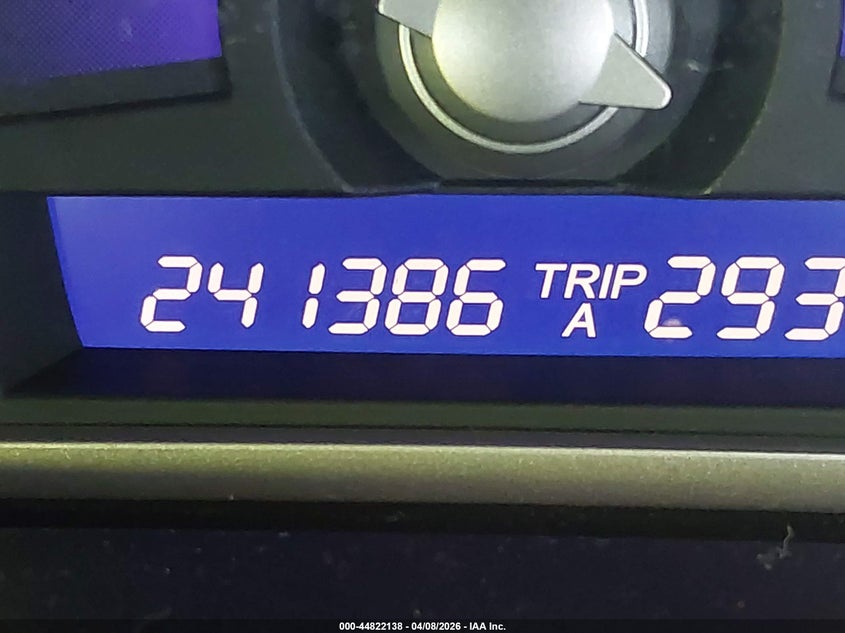 241386 TRIP A 293
000-44822138 - 04/08/2026 - IAA Inc.